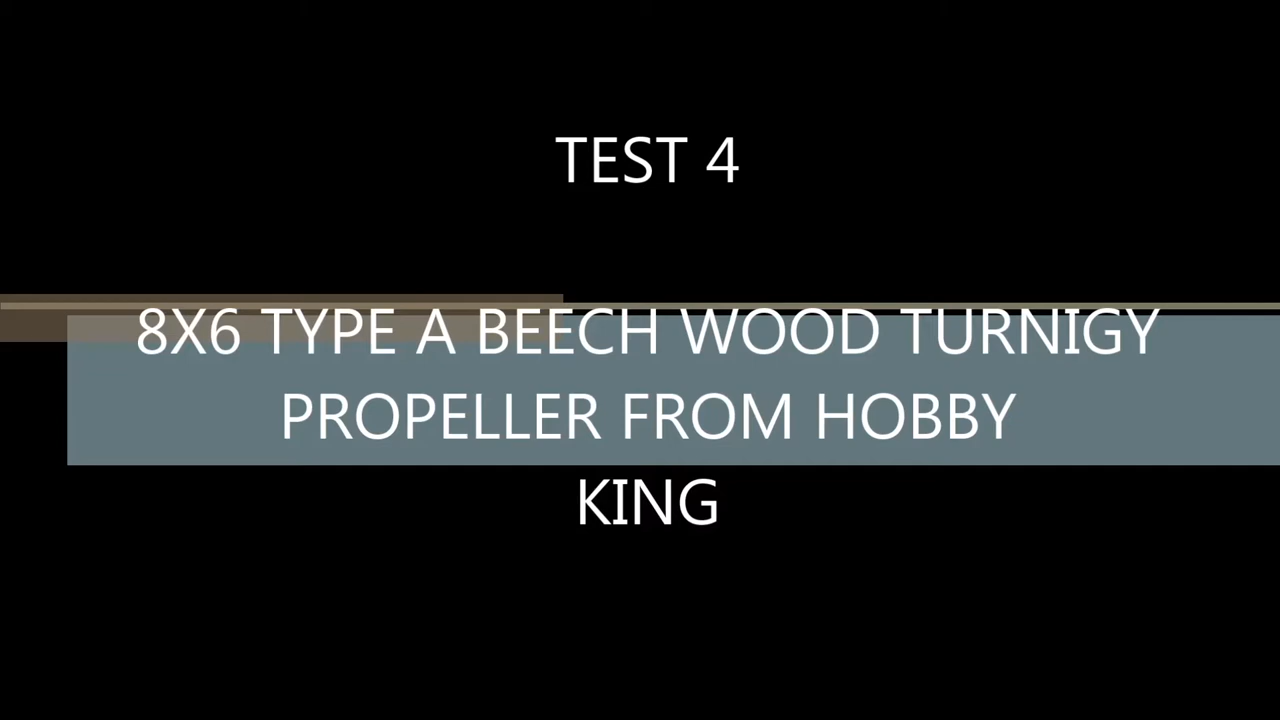 TEST 4
8X6 TYPE A BEECH WOOD TURNIGY
PROPELLER FROM HOBBY
KING